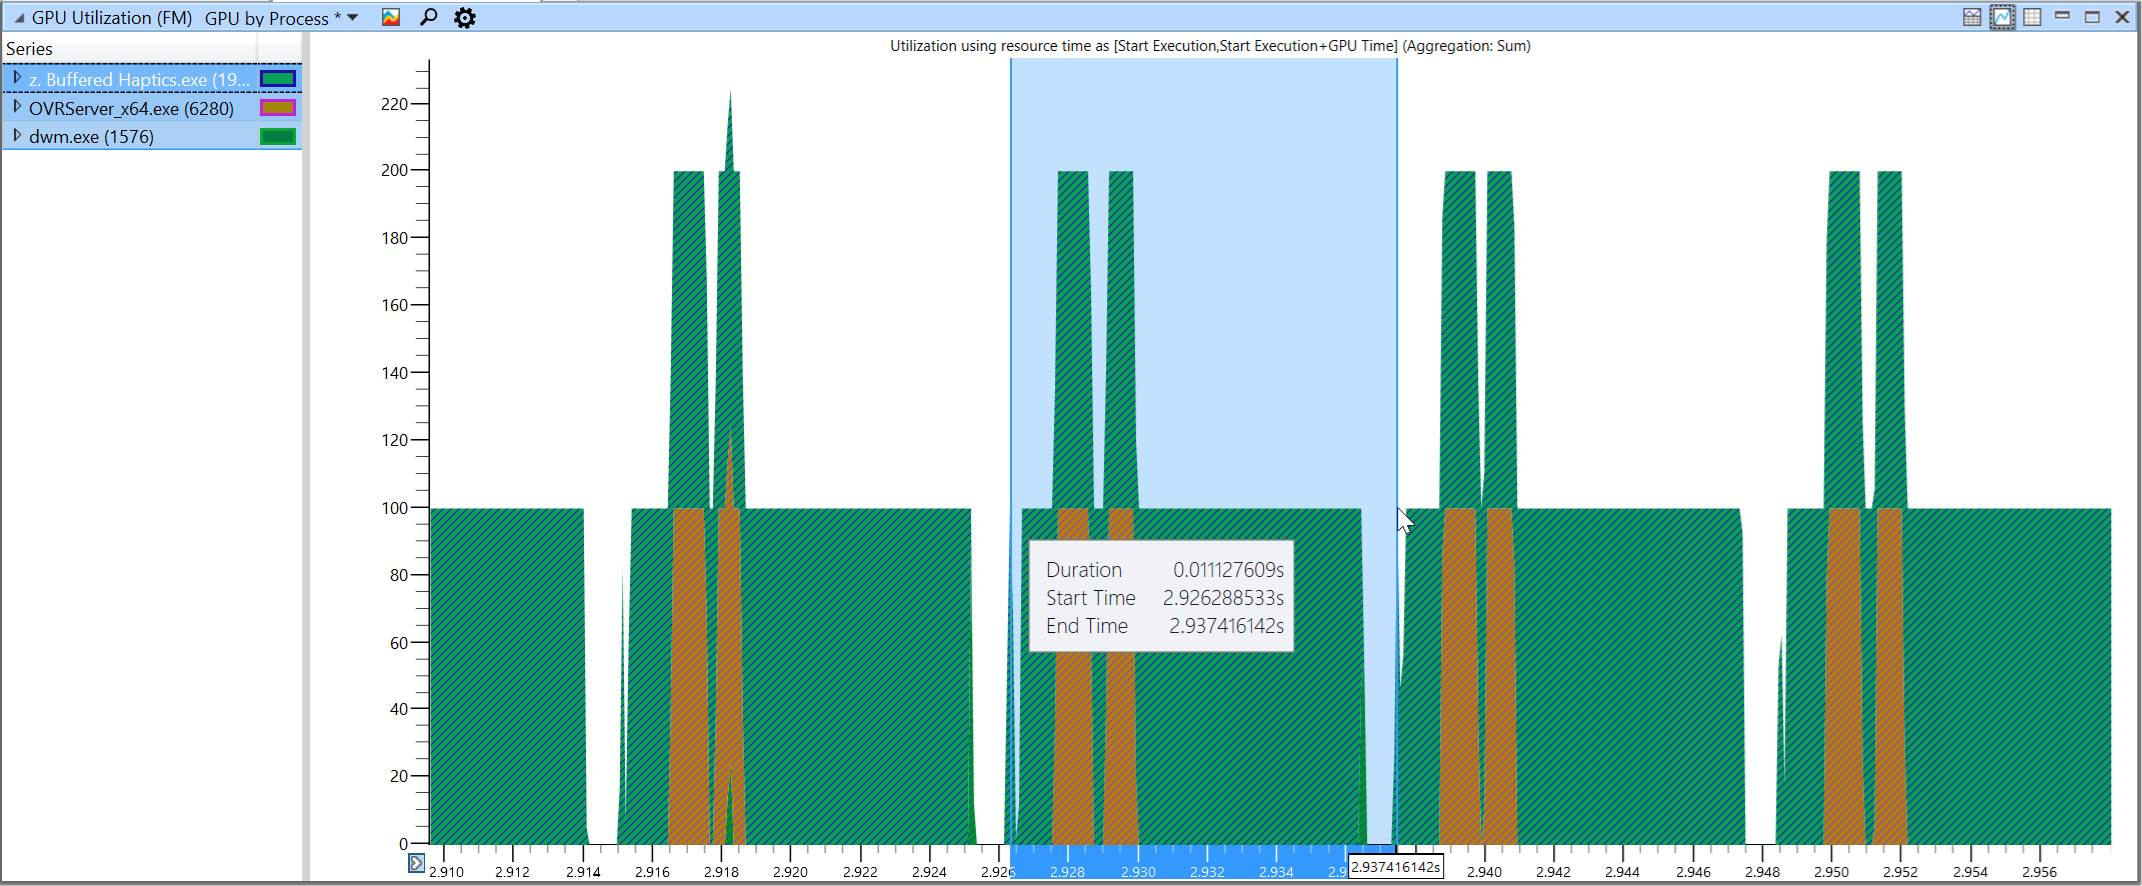 GPU Utilization (FM) GPU by Process *
Series
z. Buffered Haptics.exe (19...
OVRServer_x64.exe (6280)
dwm.exe (1576)
Utilization using resource time as [Start Execution,Start Execution+GPU Time] (Aggregation: Sum)
220
200
180
160
140
120
100
80
60
40
20
0
Duration 0.011127609s
Start Time 2.926288533s
End Time 2.937416142s
2.910 2.912 2.914 2.916 2.918 2.920 2.922 2.924 2.926 2.928 2.930 2.932 2.934 2.9 2.937416142s 2.940 2.942 2.944 2.946 2.948 2.950 2.952 2.954 2.956